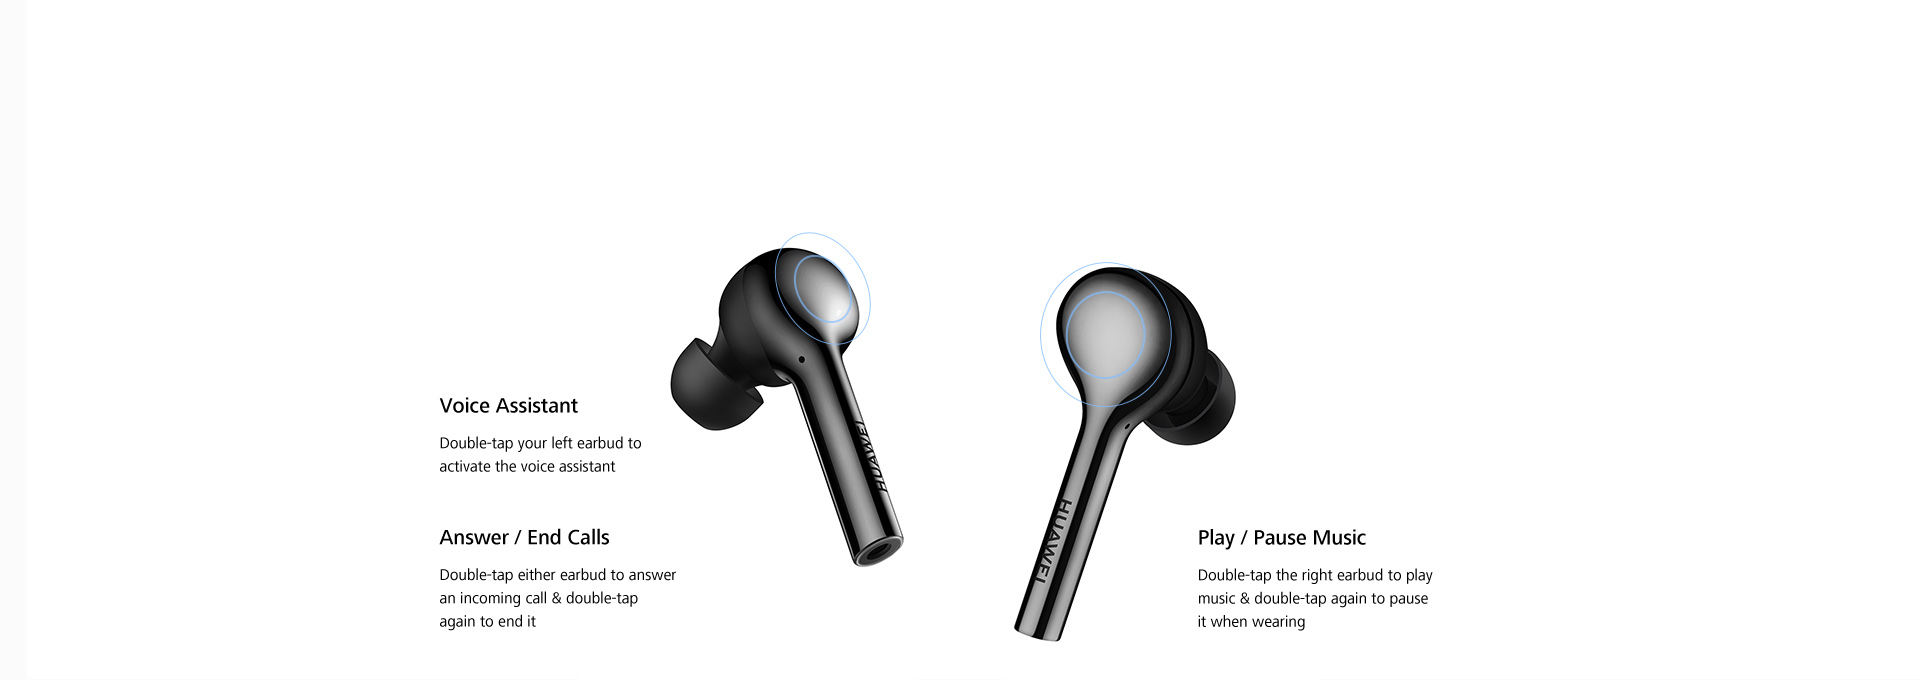 Voice Assistant
Double-tap your left earbud to
activate the voice assistant
Answer / End Calls
Double-tap either earbud to answer
an incoming call & double-tap
again to end it
HUAWEI
HUAWEI
Play / Pause Music
Double-tap the right earbud to play
music & double-tap again to pause
it when wearing